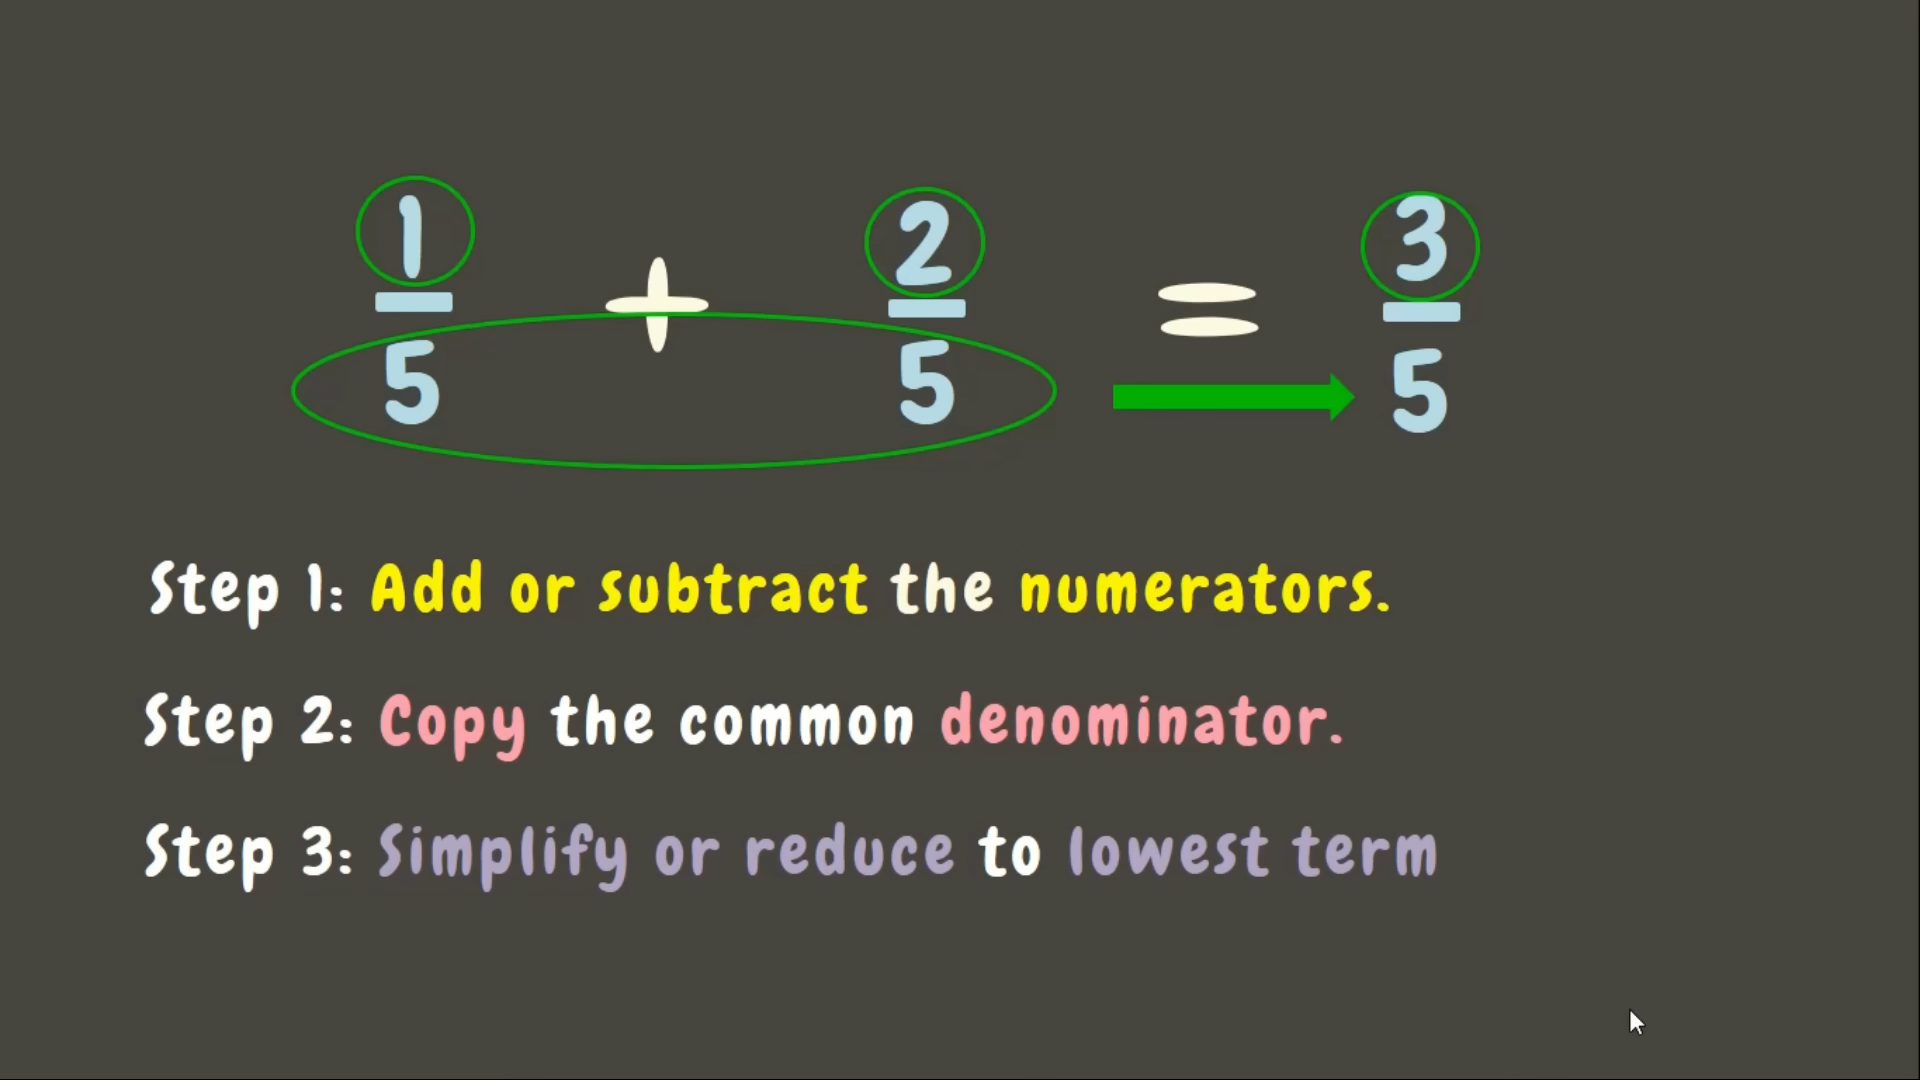 1/5 + 2/5 = 3/5
Step 1: Add or subtract the numerators.
Step 2: Copy the common denominator.
Step 3: Simplify or reduce to lowest term